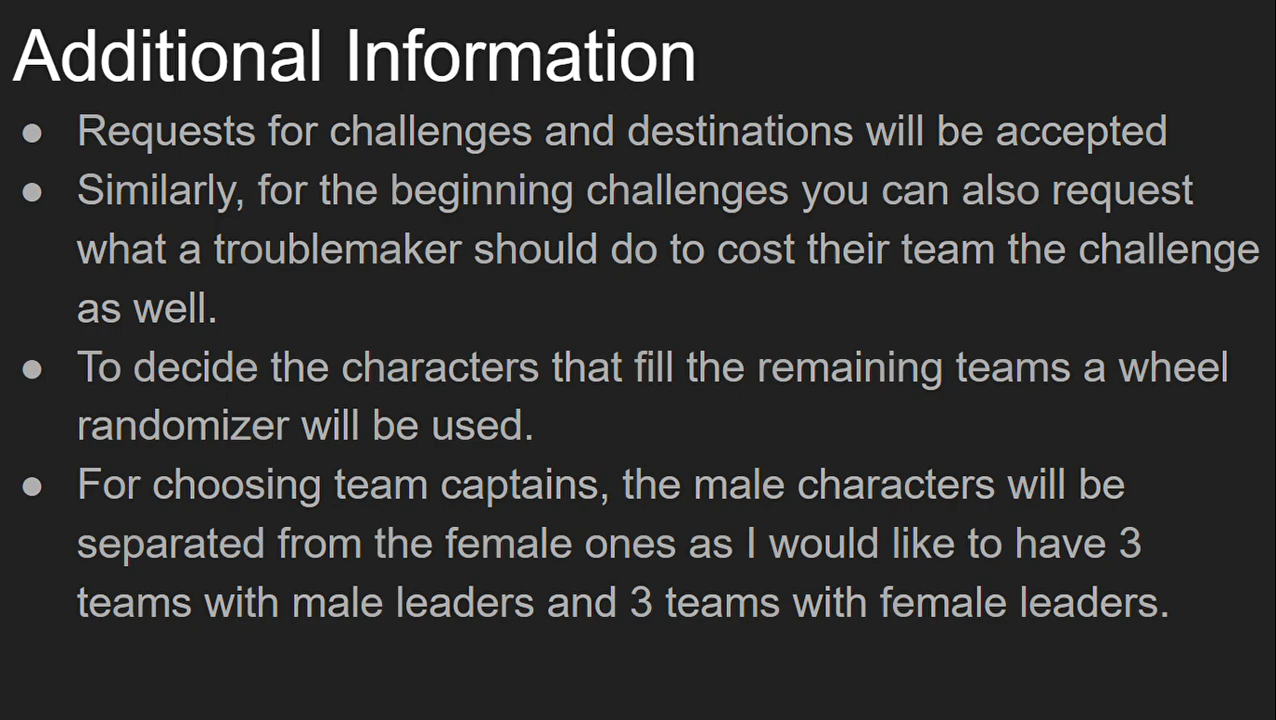 Additional Information
● Requests for challenges and destinations will be accepted
● Similarly, for the beginning challenges you can also request
what a troublemaker should do to cost their team the challenge
as well.
● To decide the characters that fill the remaining teams a wheel
randomizer will be used.
● For choosing team captains, the male characters will be
separated from the female ones as I would like to have 3
teams with male leaders and 3 teams with female leaders.